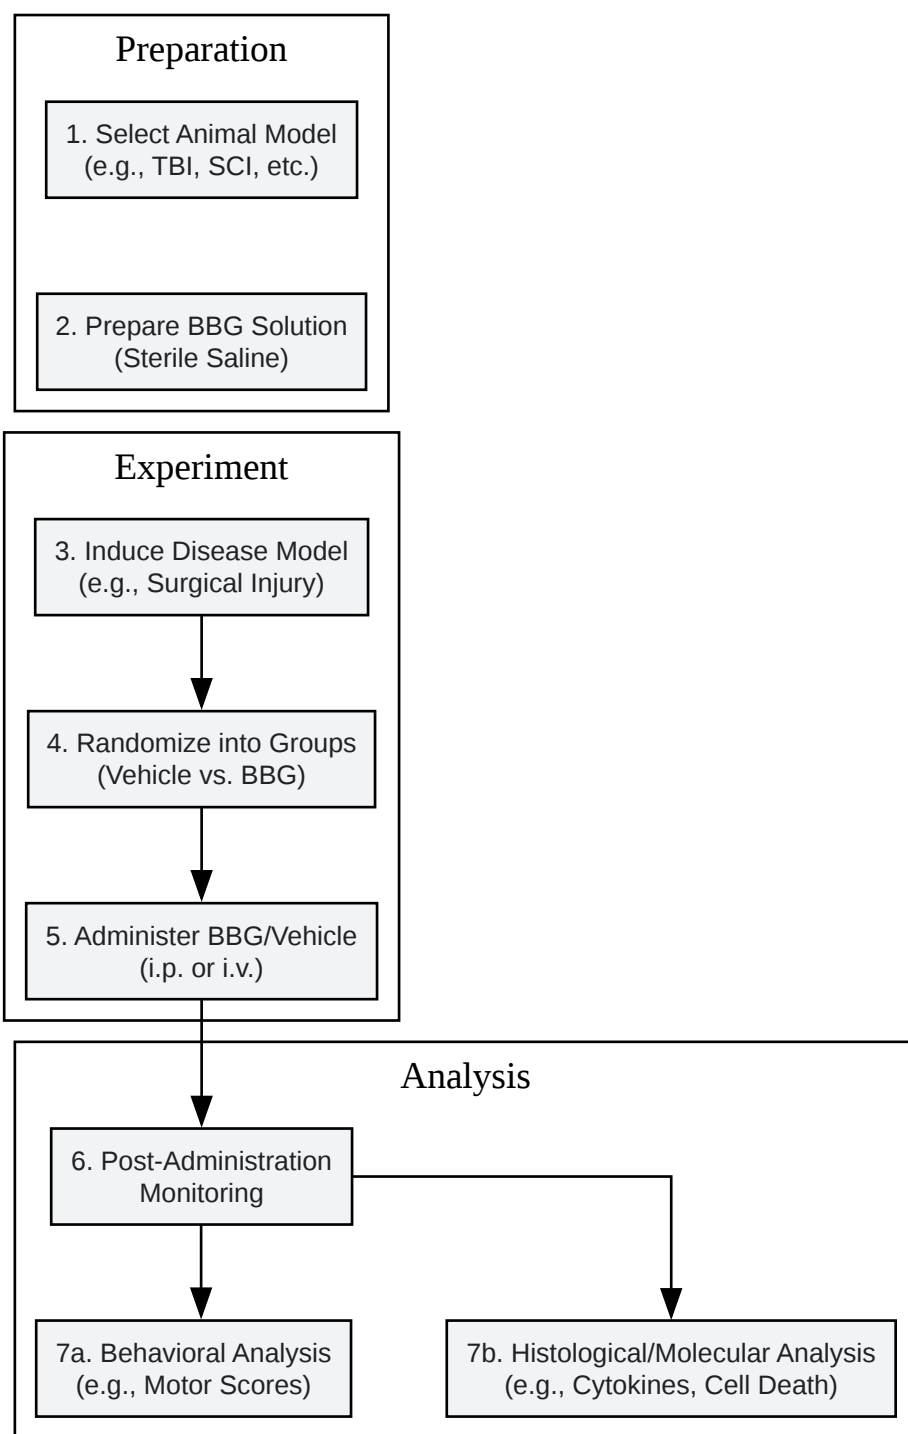 Preparation
1. Select Animal Model
(e.g., TBI, SCI, etc.)
2. Prepare BBG Solution
(Sterile Saline)
Experiment
3. Induce Disease Model
(e.g., Surgical Injury)
4. Randomize into Groups
(Vehicle vs. BBG)
5. Administer BBG/Vehicle
(i.p. or i.v.)
Analysis
6. Post-Administration
Monitoring
7a. Behavioral Analysis
(e.g., Motor Scores)
7b. Histological/Molecular Analysis
(e.g., Cytokines, Cell Death)